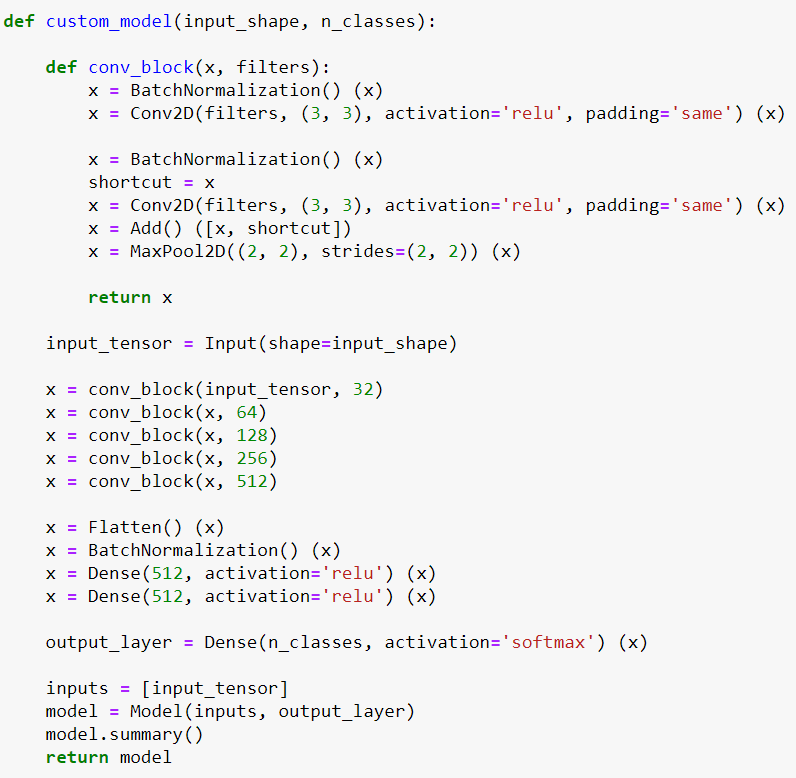 def custom_model(input_shape, n_classes):
    def conv_block(x, filters):
        x = BatchNormalization() (x)
        x = Conv2D(filters, (3, 3), activation='relu', padding='same') (x)
        x = BatchNormalization() (x)
        shortcut = x
        x = Conv2D(filters, (3, 3), activation='relu', padding='same') (x)
        x = Add() ([x, shortcut])
        x = MaxPool2D((2, 2), strides=(2, 2)) (x)
        return x
    input_tensor = Input(shape=input_shape)
    x = conv_block(input_tensor, 32)
    x = conv_block(x, 64)
    x = conv_block(x, 128)
    x = conv_block(x, 256)
    x = conv_block(x, 512)
    x = Flatten() (x)
    x = BatchNormalization() (x)
    x = Dense(512, activation='relu') (x)
    x = Dense(512, activation='relu') (x)
    output_layer = Dense(n_classes, activation='softmax') (x)
    inputs = [input_tensor]
    model = Model(inputs, output_layer)
    model.summary()
    return model